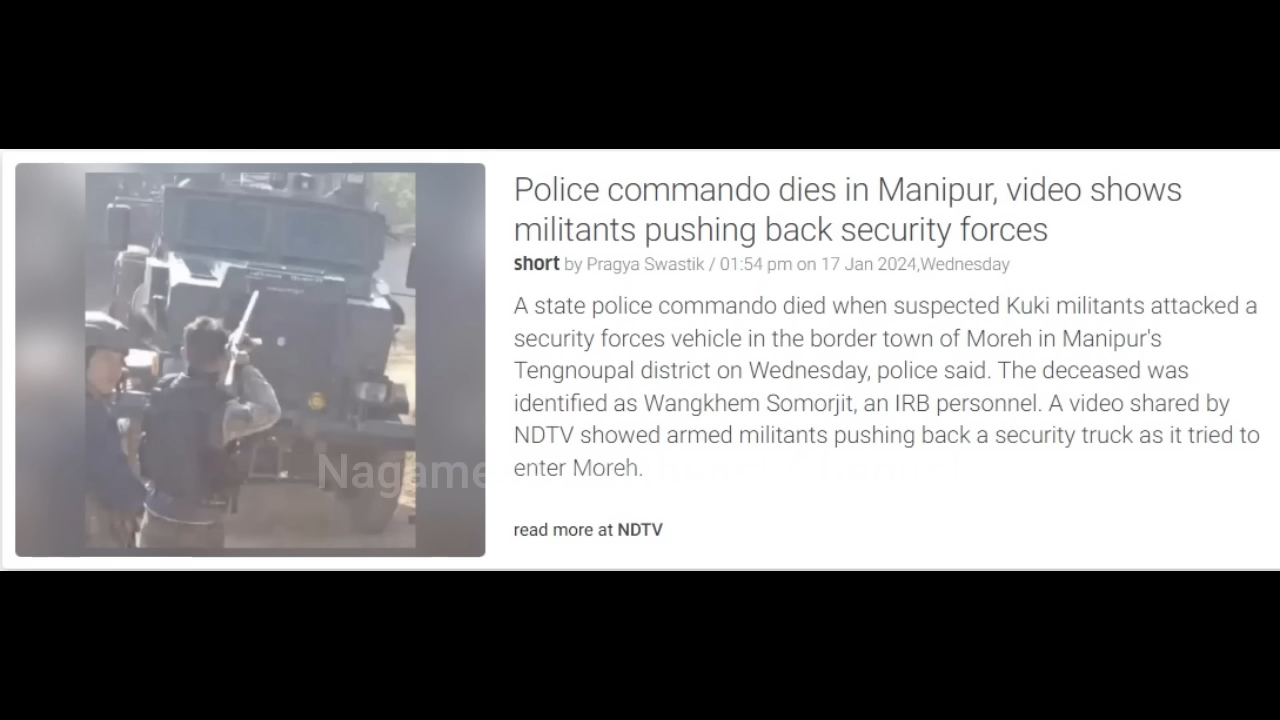 Police commando dies in Manipur, video shows
militants pushing back security forces
short by Pragya Swastik / 01:54 pm on 17 Jan 2024,Wednesday
A state police commando died when suspected Kuki militants attacked a
security forces vehicle in the border town of Moreh in Manipur's
Tengnoupal district on Wednesday, police said. The deceased was
identified as Wangkhem Somorjit, an IRB personnel. A video shared by
NDTV showed armed militants pushing back a security truck as it tried to
enter Moreh.
Nagame
read more at NDTV